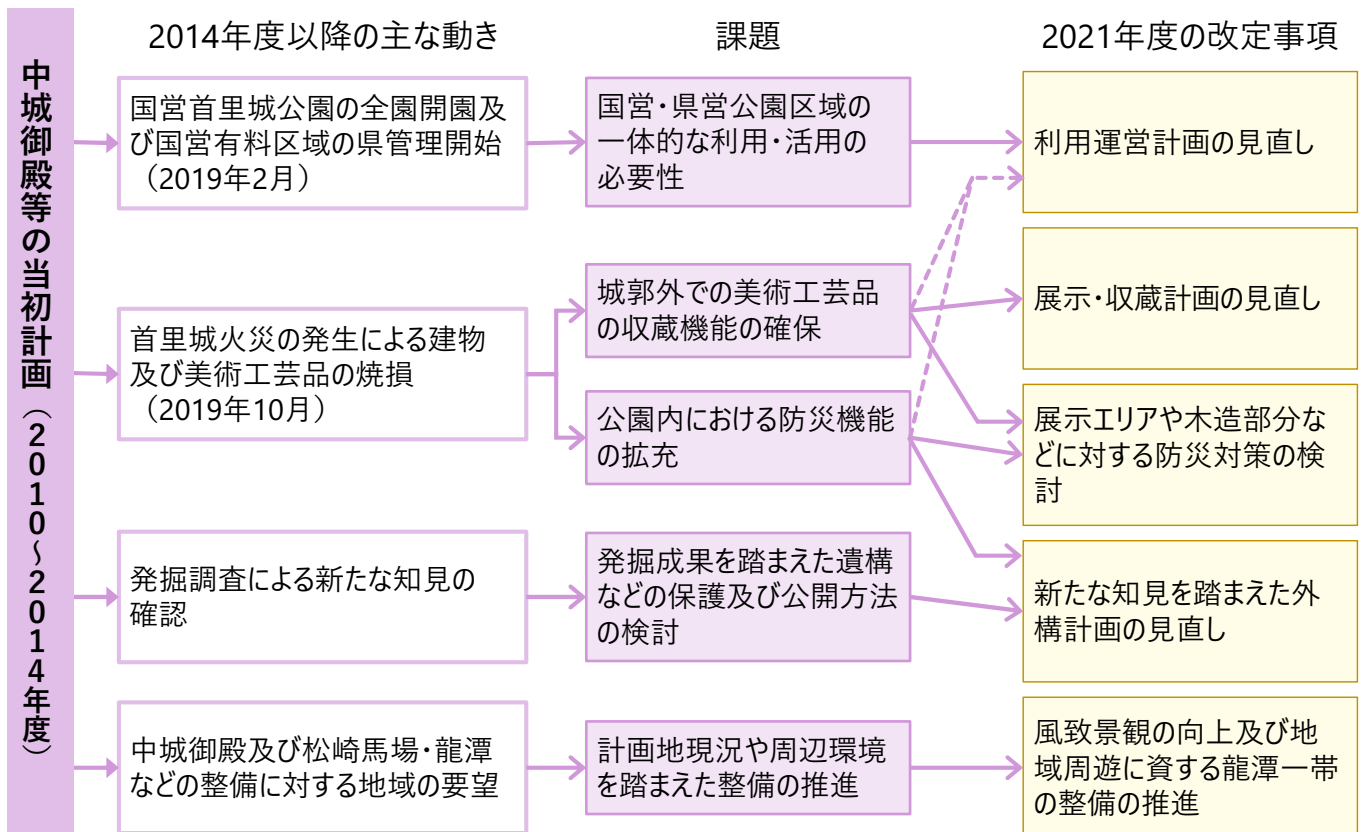 中城御殿等の当初計画（2010～2014年度）
2014年度以降の主な動き
課題
2021年度の改定事項
国営首里城公園の全園開園及
び国営有料区域の県管理開始
（2019年2月）
国営・県営公園区域の
一体的な利用・活用の
必要性
利用運営計画の見直し
首里城火災の発生による建物
及び美術工芸品の焼損
（2019年10月）
城郭外での美術工芸品
の収蔵機能の確保
公園内における防災機能
の拡充
展示・収蔵計画の見直し
展示エリアや木造部分な
どに対する防災対策の検
討
発掘調査による新たな知見の
確認
発掘成果を踏まえた遺構
などの保護及び公開方法
の検討
新たな知見を踏まえた外
構計画の見直し
中城御殿及び松崎馬場・龍潭
などの整備に対する地域の要望
計画地現況や周辺環境
を踏まえた整備の推進
風致景観の向上及び地
域周遊に資する龍潭一帯
の整備の推進